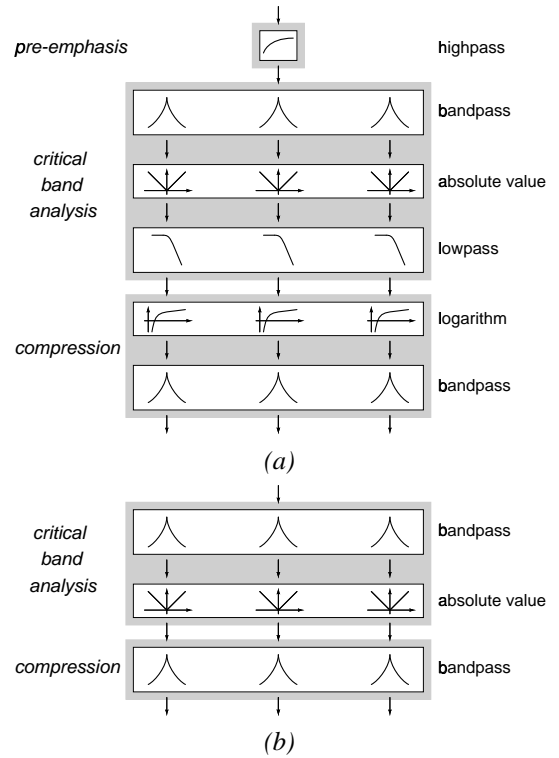 pre-emphasis
highpass
bandpass
critical
band
analysis
absolute value
lowpass
logarithm
compression
bandpass
(a)
critical
band
analysis
bandpass
absolute value
compression
bandpass
(b)